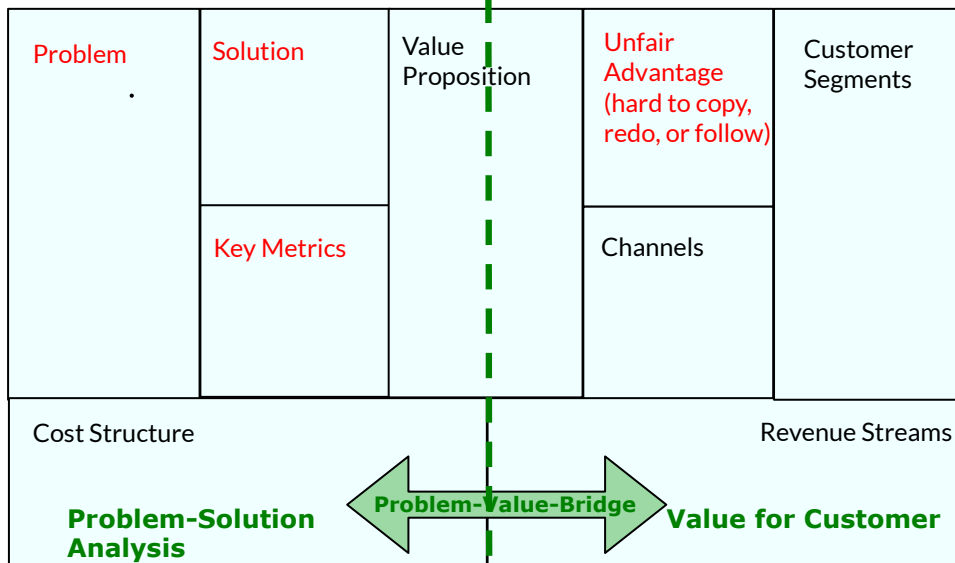 Problem
.
Solution
Key Metrics
Value
Proposition
Unfair
Advantage
(hard to copy,
redo, or follow)
Channels
Customer
Segments
Cost Structure
Revenue Streams
Problem-Value-Bridge
Problem-Solution
Analysis
Value for Customer